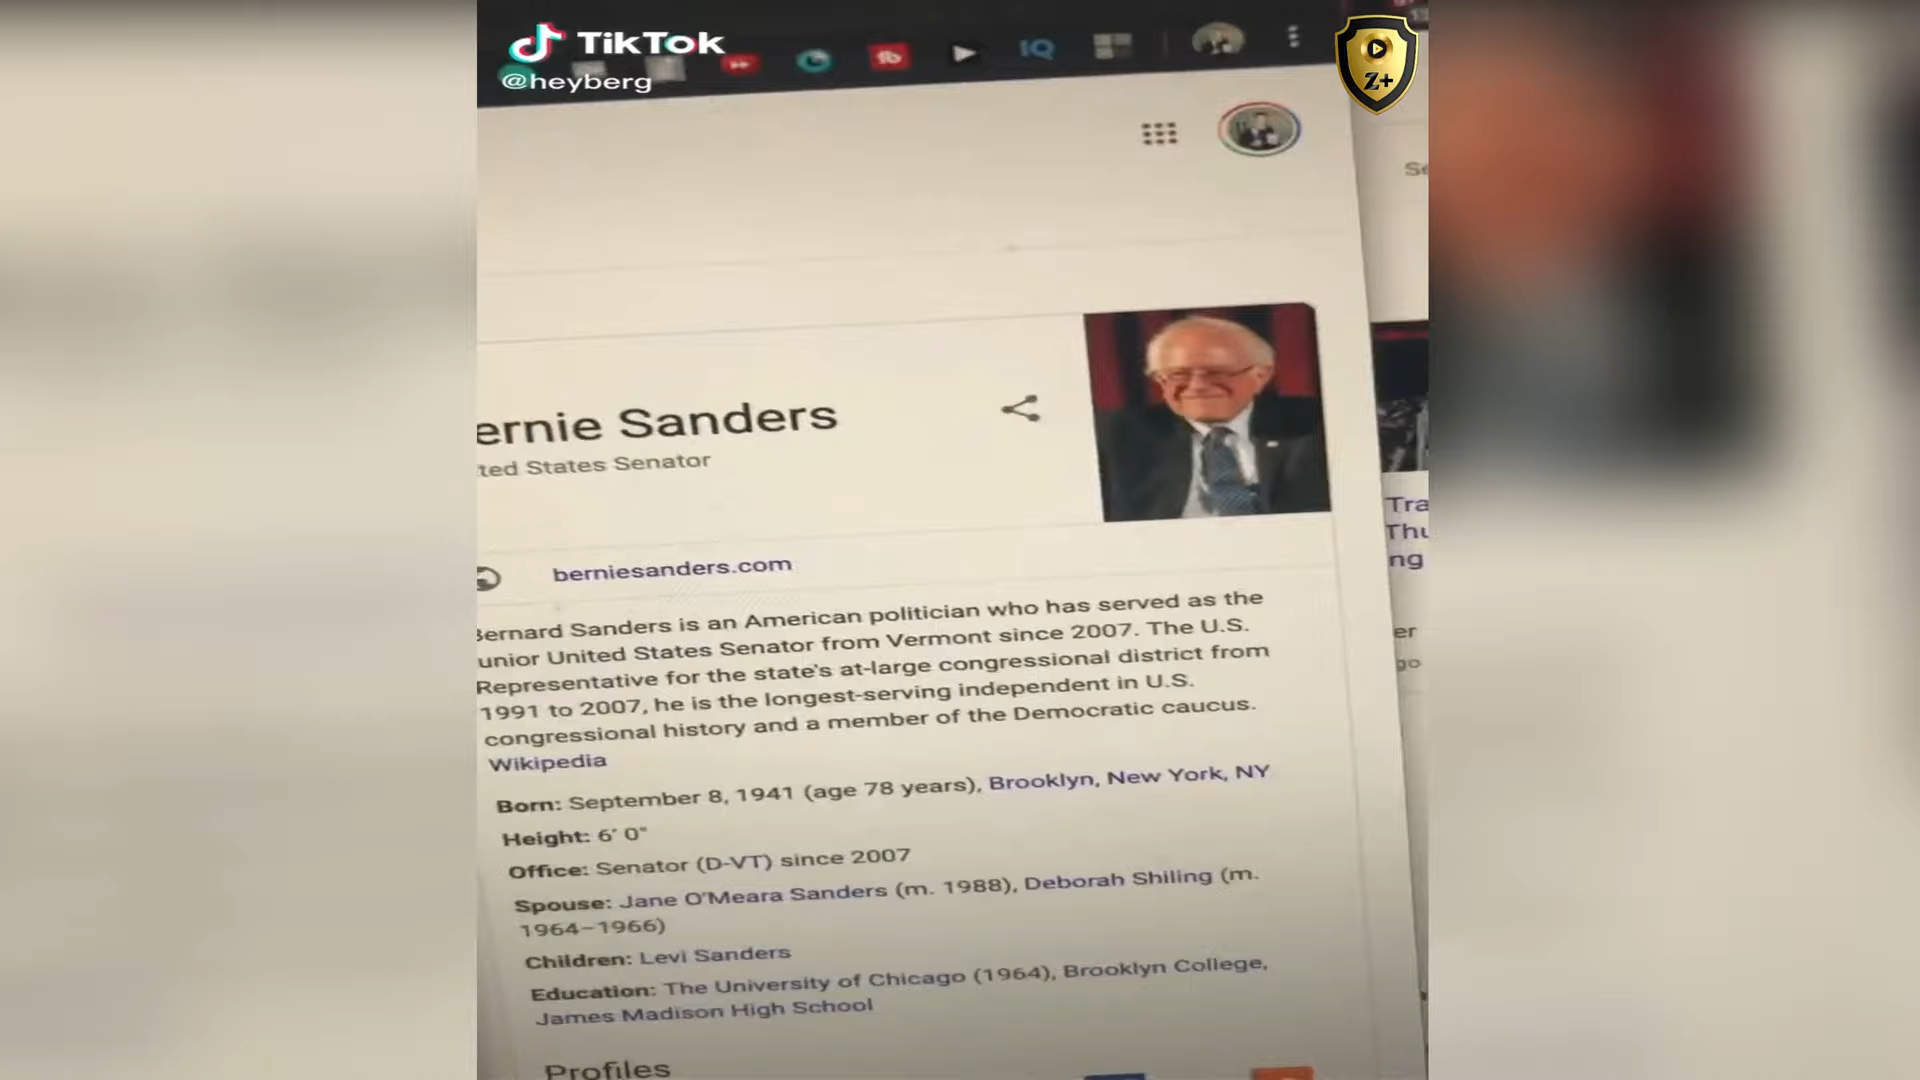 TikTok
@heyberg
IQ
Z+
ernie Sanders
ted States Senator
berniesanders.com
Bernard Sanders is an American politician who has served as the
unior United States Senator from Vermont since 2007. The U.S.
Representative for the state's at-large congressional district from
1991 to 2007, he is the longest-serving independent in U.S.
congressional history and a member of the Democratic caucus.
Wikipedia
Born: September 8, 1941 (age 78 years), Brooklyn, New York, NY
Height: 6' 0"
Office: Senator (D-VT) since 2007
Spouse: Jane O'Meara Sanders (m. 1988), Deborah Shiling (m.
1964–1966)
Children: Levi Sanders
Education: The University of Chicago (1964), Brooklyn College,
James Madison High School
Profiles
Tra
Thu
ng
er
go